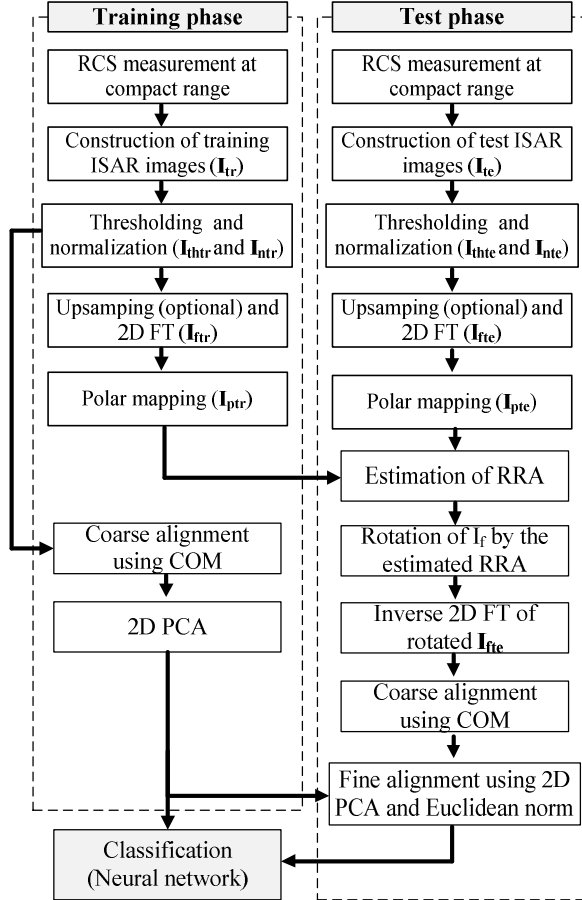 Training phase
RCS measurement at
compact range
Construction of training
ISAR images (Itr)
Thresholding and
normalization (Ithtr and Intr)
Upsamping (optional) and
2D FT (Iftr)
Polar mapping (Iptr)
Coarse alignment
using COM
2D PCA
Classification
(Neural network)
Test phase
RCS measurement at
compact range
Construction of test ISAR
images (Ite)
Thresholding and
normalization (Ithte and Inte)
Upsamping (optional) and
2D FT (Ifte)
Polar mapping (Ipte)
Estimation of RRA
Rotation of If by the
estimated RRA
Inverse 2D FT of
rotated Ifte
Coarse alignment
using COM
Fine alignment using 2D
PCA and Euclidean norm